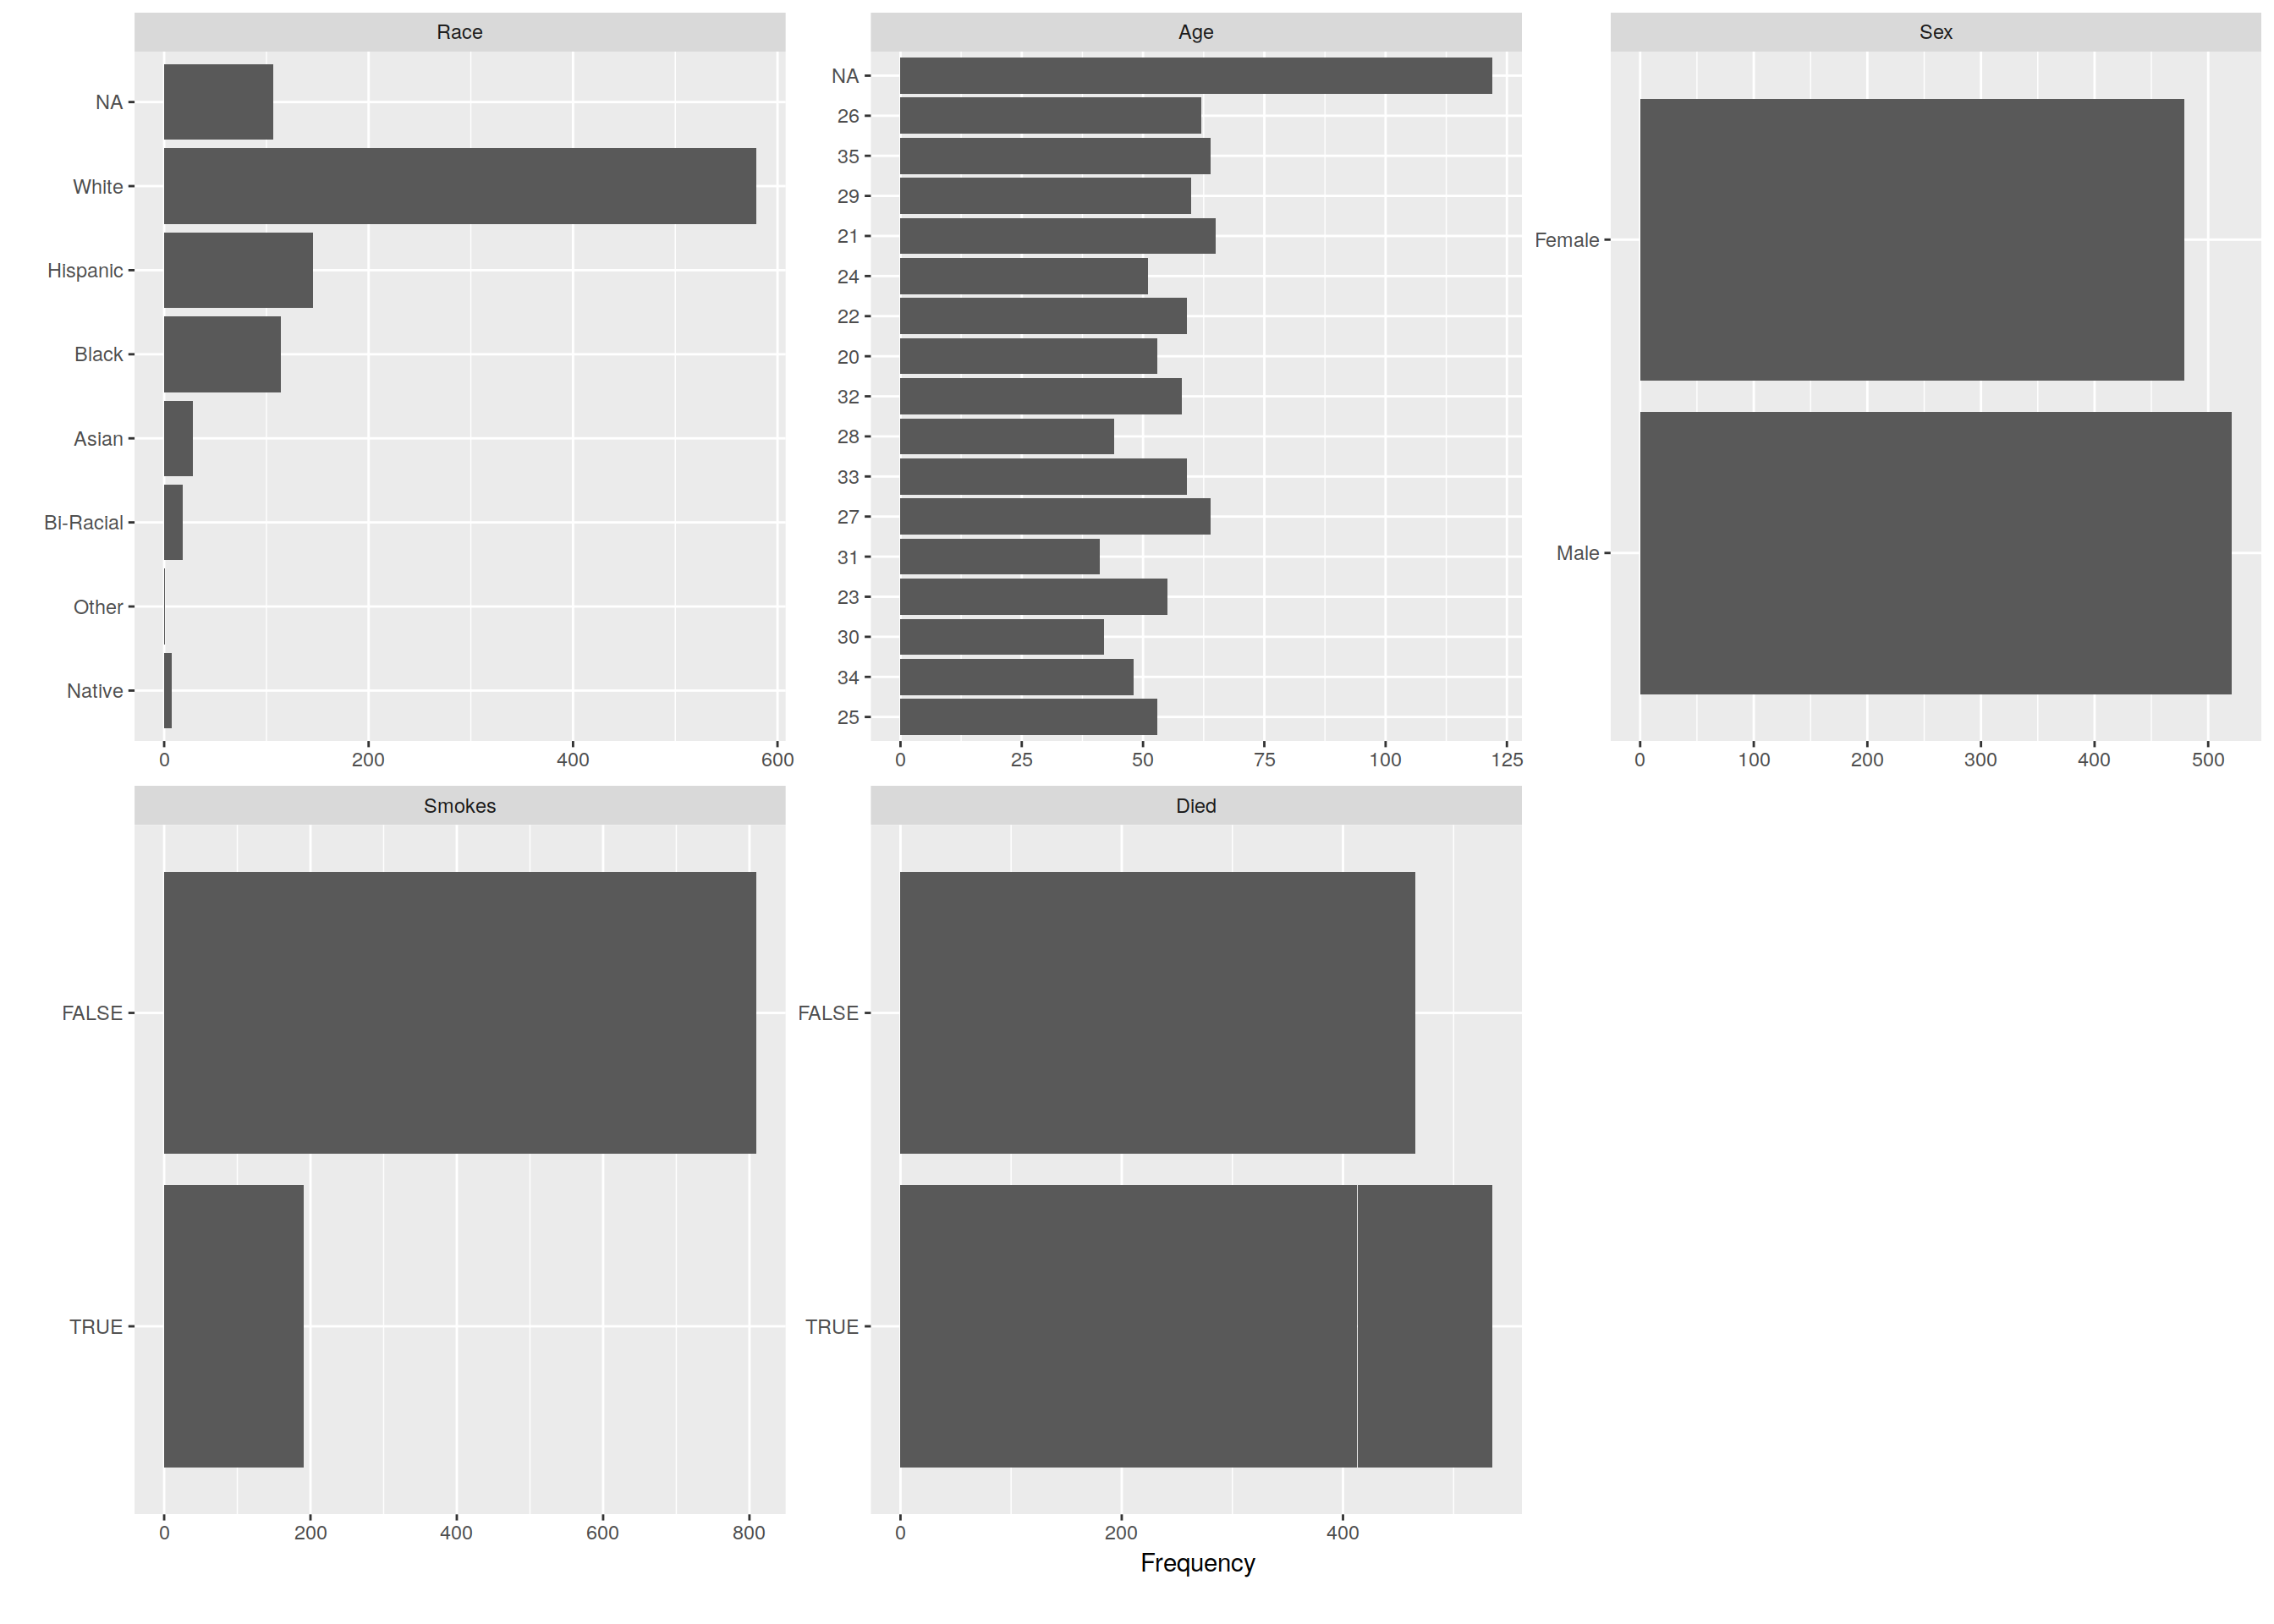 Race
NA
White
Hispanic
Black
Asian
Bi-Racial
Other
Native
0 200 400 600
Age
NA
26
35
29
21
24
22
20
32
28
33
27
31
23
30
34
25
0 25 50 75 100 125
Sex
Female
Male
0 100 200 300 400 500
Smokes
FALSE
TRUE
0 200 400 600 800
Died
FALSE
TRUE
0 200 400
Frequency